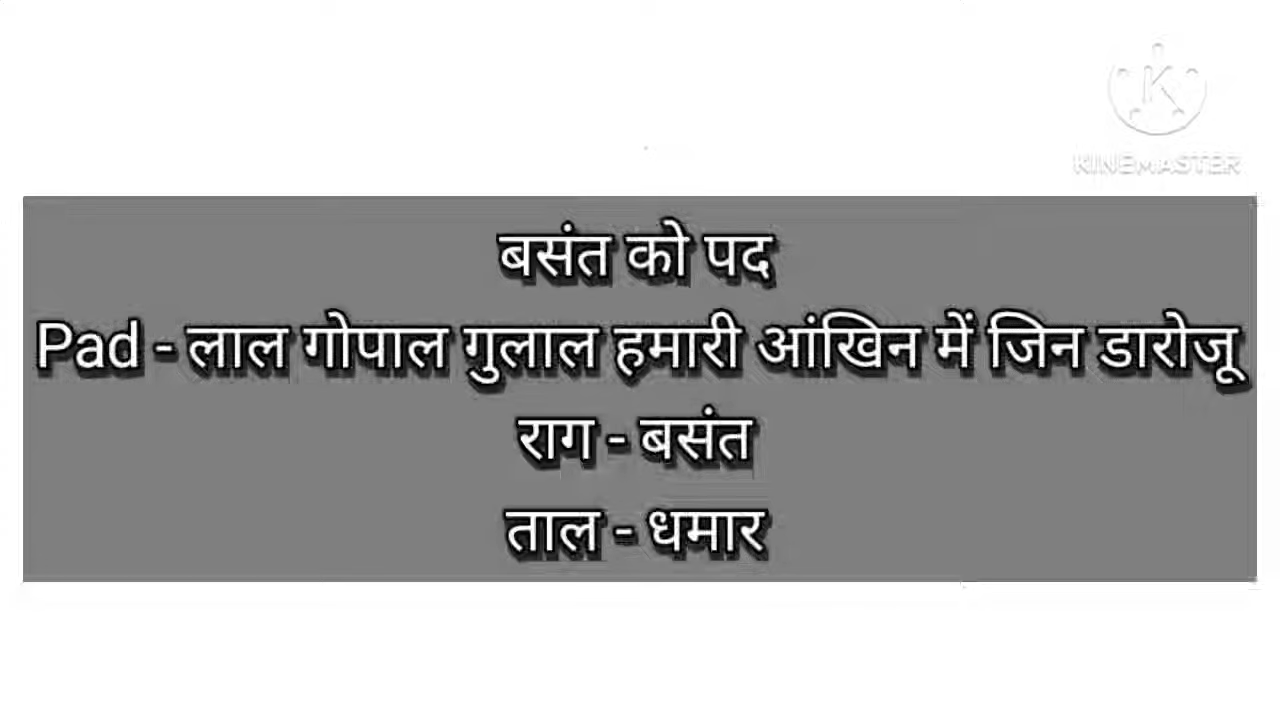 KINEMASTER
बसंत को पद
Pad - लाल गोपाल गुलाल हमारी आंखिन में जिन डारोजू
राग - बसंत
ताल - धमार